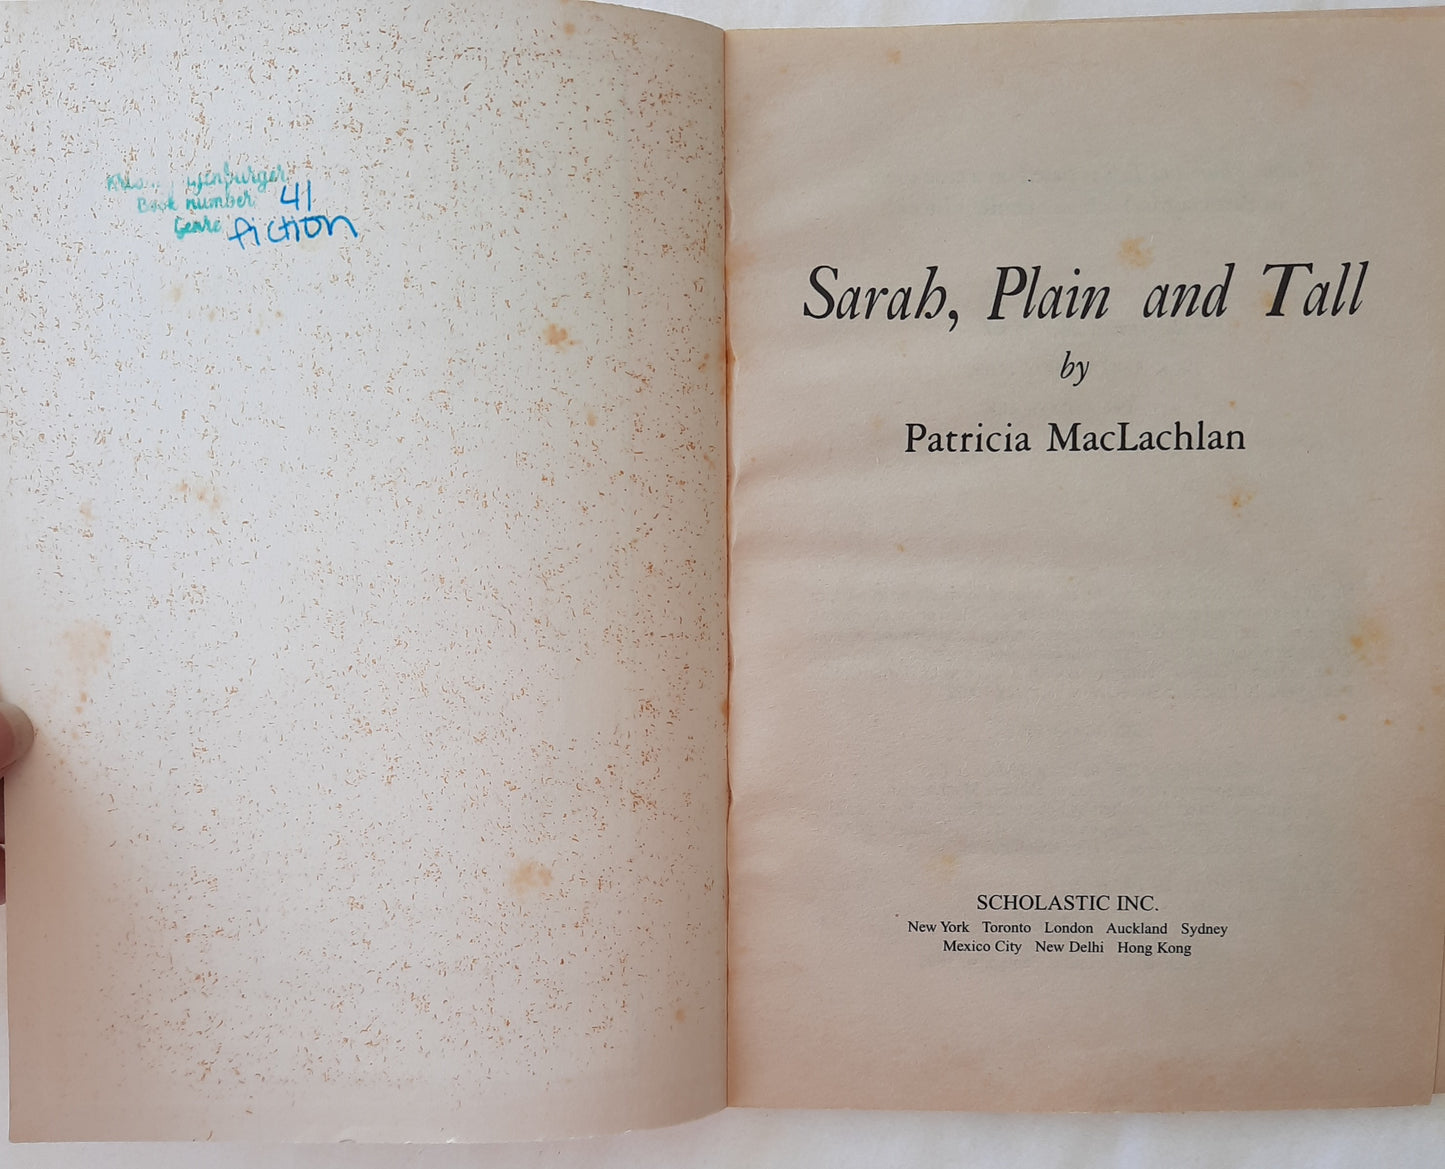 Book number: 41
Genre fiction
Sarah, Plain and Tall
by
Patricia MacLachlan
SCHOLASTIC INC.
New York Toronto London Auckland Sydney
Mexico City New Delhi Hong Kong